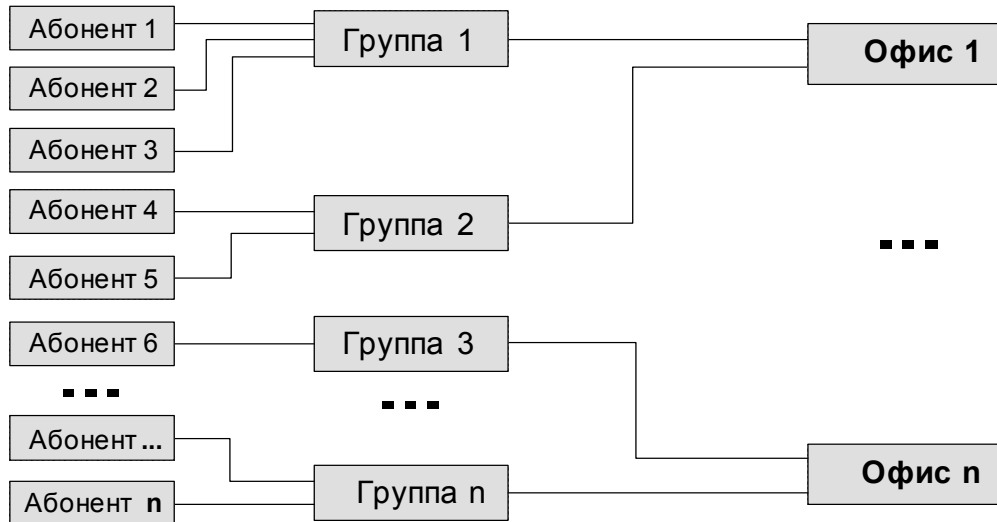 Абонент 1
Абонент 2
Абонент 3
Абонент 4
Абонент 5
Абонент 6
Абонент ...
Абонент n
Группа 1
Группа 2
Группа 3
Группа n
Офис 1
Офис n